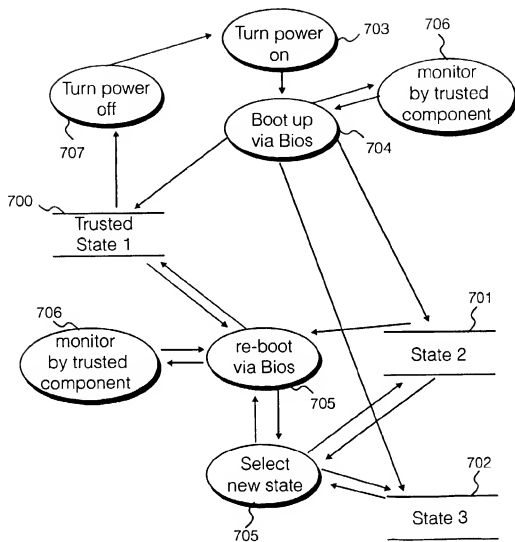 Turn power
on
703
706
monitor
by trusted
component
Turn power
off
707
Boot up
via Bios
704
700
Trusted
State 1
701
State 2
706
monitor
by trusted
component
re-boot
via Bios
705
Select
new state
705
702
State 3